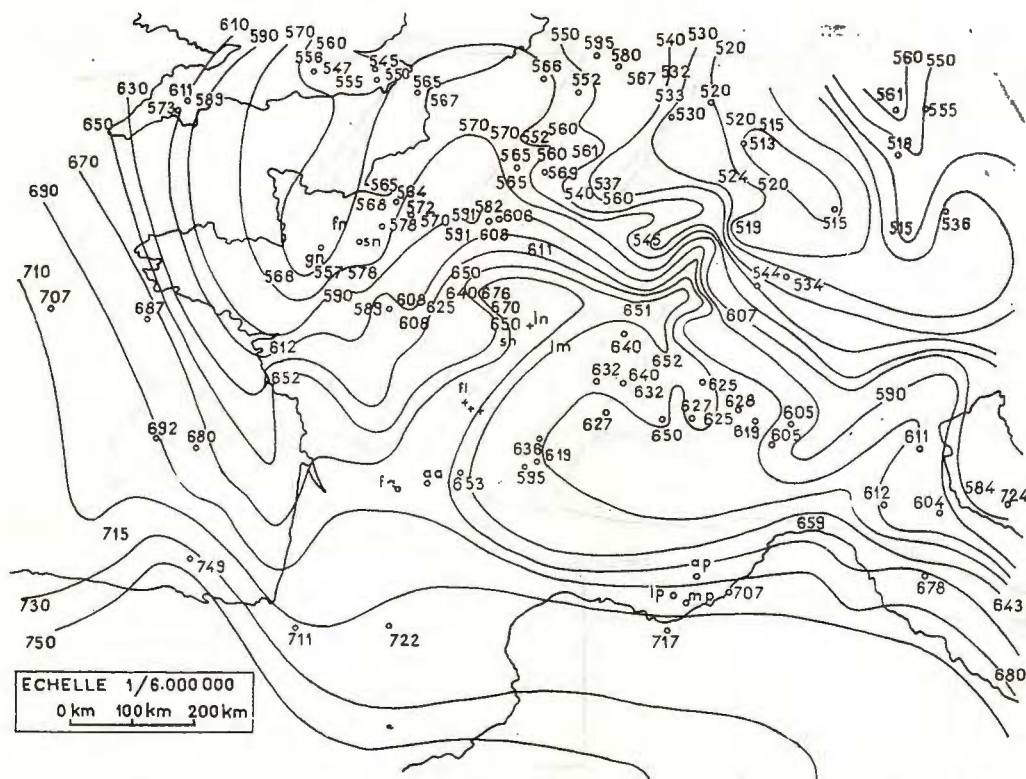 610 590 570 560 550 595 540 530
556 547 545 566 580 532 520 560 550
630 611 573 589 555 550 565 567 552 567 533 530 520 561 555
650 570 570 552 560 520 515 513 518
670 565 560 561 524 520
690 565 584 568 572 565 569 540 537 560 519 515 515 536
fn sn 578 570 591 582 606 545
gn 591 608
710 568 557 578 611 544 534
707 687 590 589 608 625 650 640 676 670 651 607
612 608 650 ln
sn lm 640 652
652 632 640 632 625 590
fl 627 650 627 625 628 619 605 605
692 680 636 619 595 611
aa 653 612 604 584 724
715 659
749 ap 678 643
730 lp mp 707
750 711 722 717 680
ECHELLE 1/6.000 000
0 km 100 km 200 km